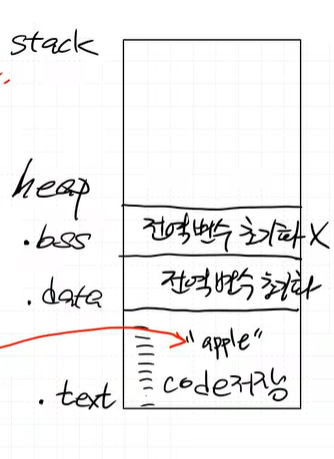 stack
heap
.bss 전역변수 초기화 X
.data 전역변수 초기화
"apple"
.text code저장